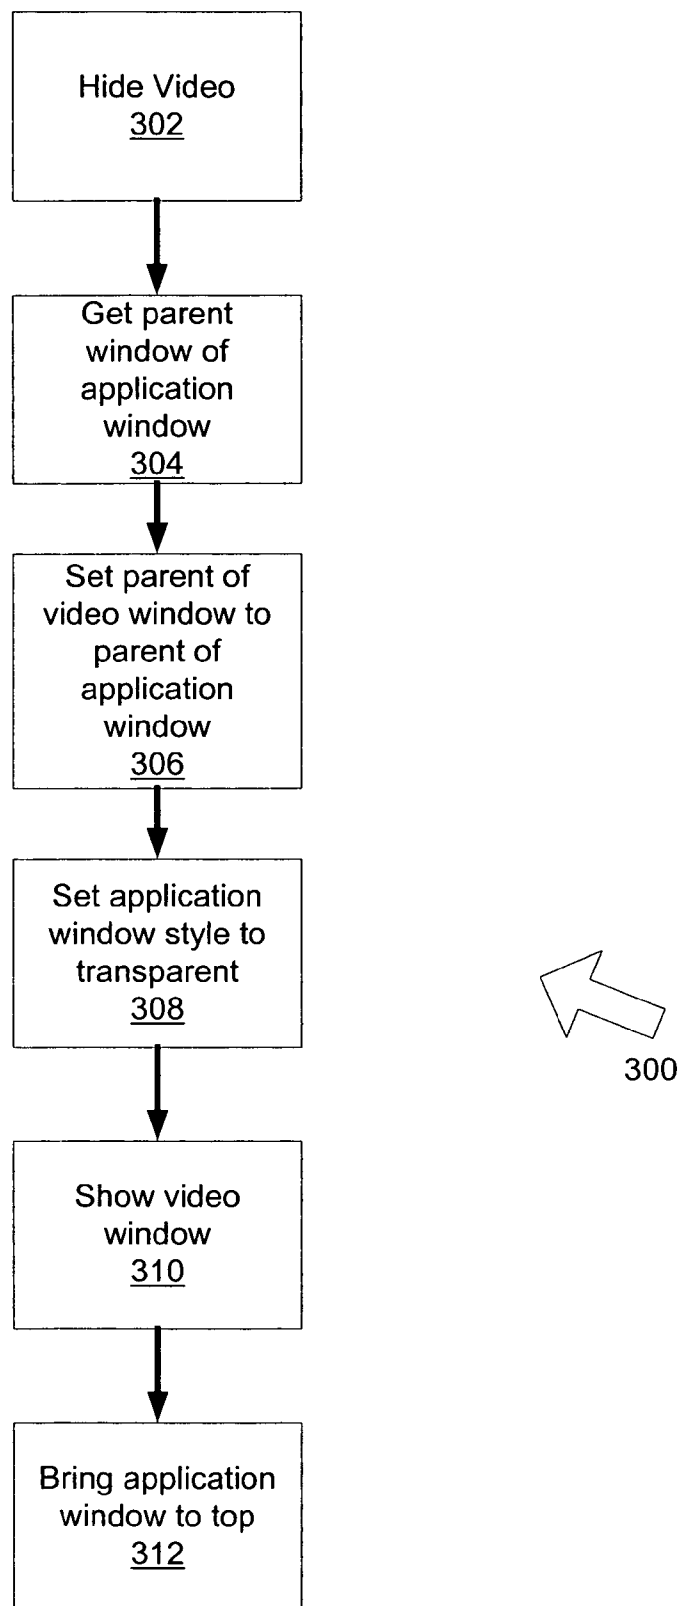 Hide Video
302
Get parent
window of
application
window
304
Set parent of
video window to
parent of
application
window
306
Set application
window style to
transparent
308
300
Show video
window
310
Bring application
window to top
312